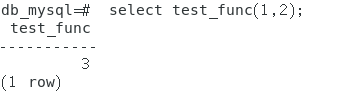 db_mysql=# select test_func(1,2);
test_func
-----------
3
(1 row)